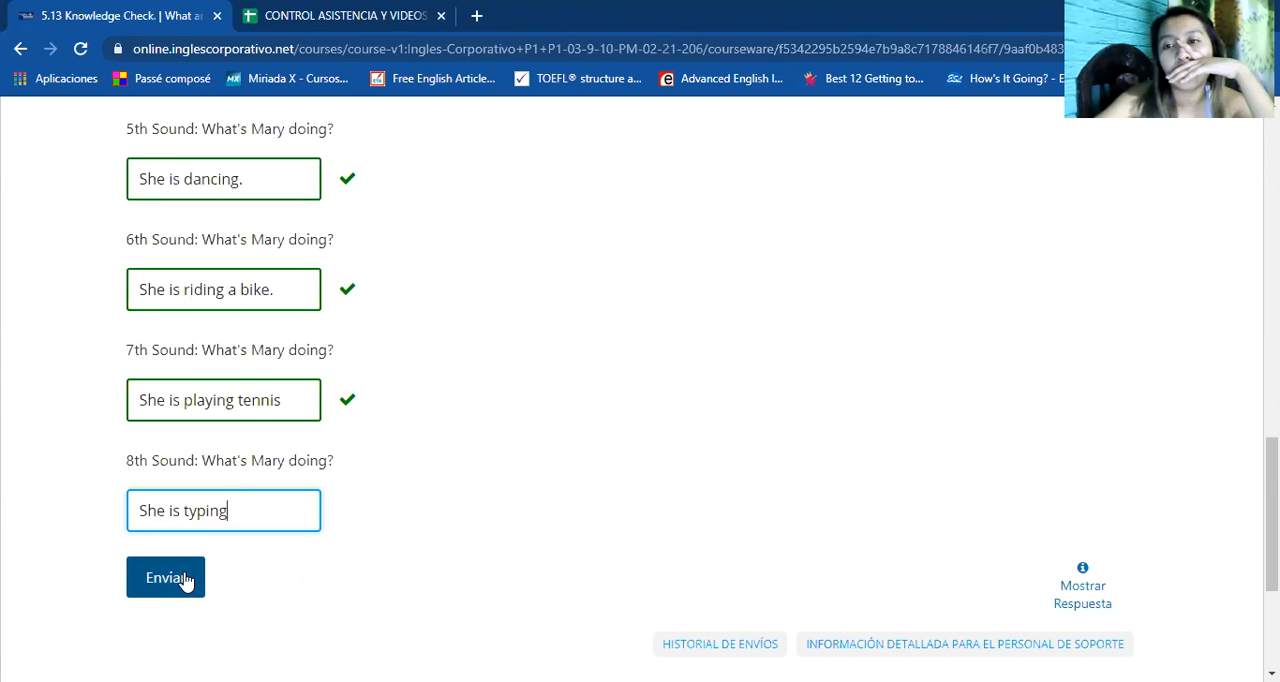 5.13 Knowledge Check. | What ar
CONTROL ASISTENCIA Y VIDEOS
online.inglescorporativo.net/courses/course-v1:Ingles-Corporativo+P1+P1-03-9-10-PM-02-21-206/courseware/f5342295b2594e7b9a8c7178846146f7/9aaf0b483
Aplicaciones
Passé composé
Miriada X - Cursos...
Free English Article...
TOEFL® structure a...
Advanced English l...
Best 12 Getting to...
How's It Going? - E
5th Sound: What's Mary doing?
She is dancing.
6th Sound: What's Mary doing?
She is riding a bike.
7th Sound: What's Mary doing?
She is playing tennis
8th Sound: What's Mary doing?
She is typing
Enviar
Mostrar
Respuesta
HISTORIAL DE ENVÍOS
INFORMACIÓN DETALLADA PARA EL PERSONAL DE SOPORTE